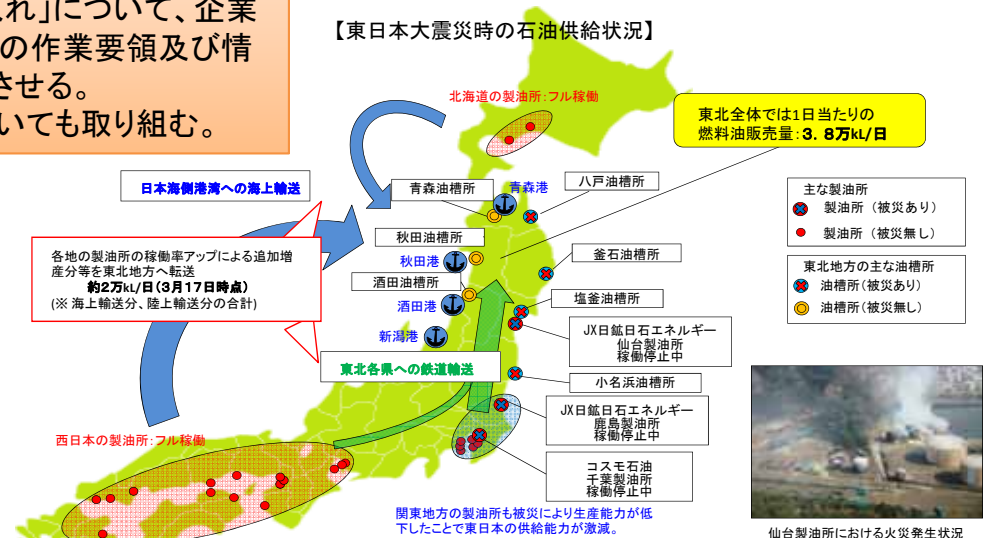 入れ」について、企業
の作業要領及び情
させる。
いても取り組む。
【東日本大震災時の石油供給状況】
北海道の製油所:フル稼働
東北全体では1日当たりの
燃料油販売量:3.8万kL/日
日本海側港湾への海上輸送
青森油槽所
青森港
八戸油槽所
主な製油所
製油所(被災あり)
製油所(被災無し)
東北地方の主な油槽所
油槽所(被災あり)
油槽所(被災無し)
各地の製油所の稼働率アップによる追加増
産分等を東北地方へ転送
約2万kL/日(3月17日時点)
(※ 海上輸送分、陸上輸送分の合計)
秋田油槽所
秋田港
釜石油槽所
酒田油槽所
酒田港
塩釜油槽所
新潟港
JX日鉱日石エネルギー
仙台製油所
稼働停止中
東北各県への鉄道輸送
小名浜油槽所
JX日鉱日石エネルギー
鹿島製油所
稼働停止中
西日本の製油所:フル稼働
コスモ石油
千葉製油所
稼働停止中
関東地方の製油所も被災により生産能力が低
下したことで東日本の供給能力が激減。
仙台製油所における火災発生状況